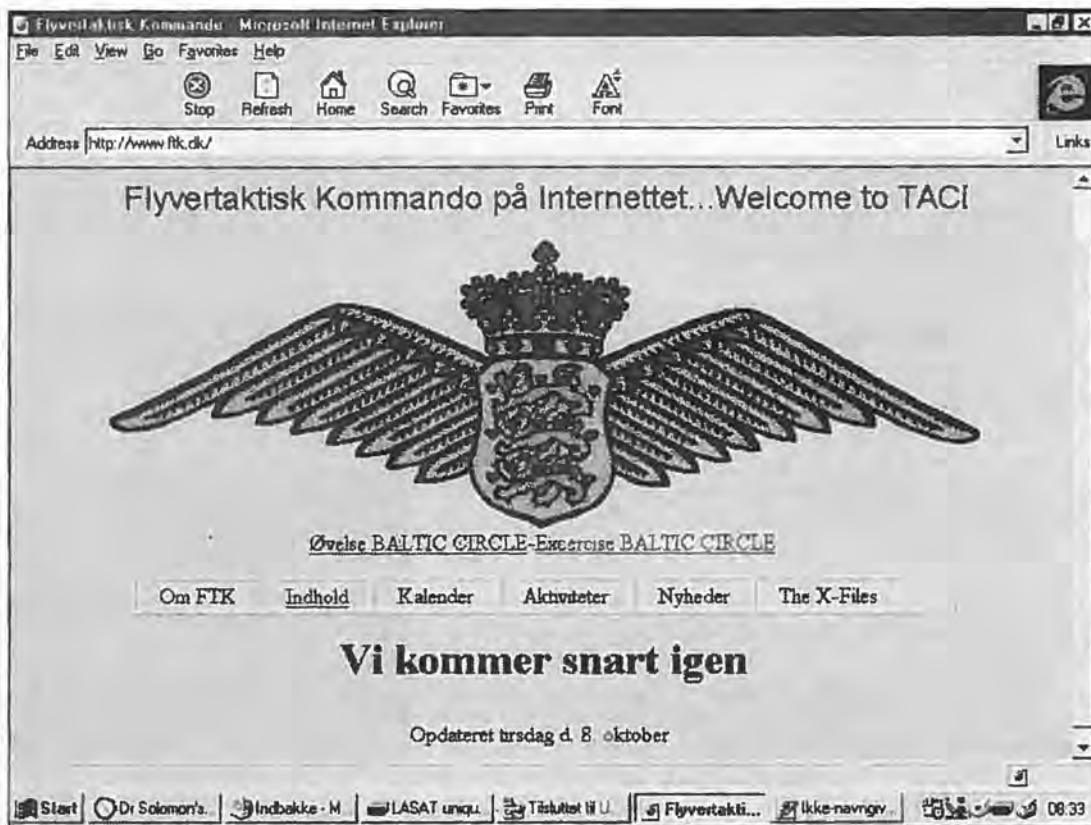 Flyvertaktisk Kommando - Microsoft Internet Explorer
File Edit View Go Favorites Help
Stop Refresh Home Search Favorites Print Font
Address http://www.ftk.dk/ Links
Flyvertaktisk Kommando på Internettet...Welcome to TACI
Øvelse BALTIC CIRCLE-Excercise BALTIC CIRCLE
Om FTK Indhold Kalender Aktiviteter Nyheder The X-Files
Vi kommer snart igen
Opdateret tirsdag d. 8. oktober
Start Dr Solomon's.. Indbakke - M... LASAT uniqu.. Tilsluttet til U... Flyvertakti... Ikke-navngiv.. 08:33